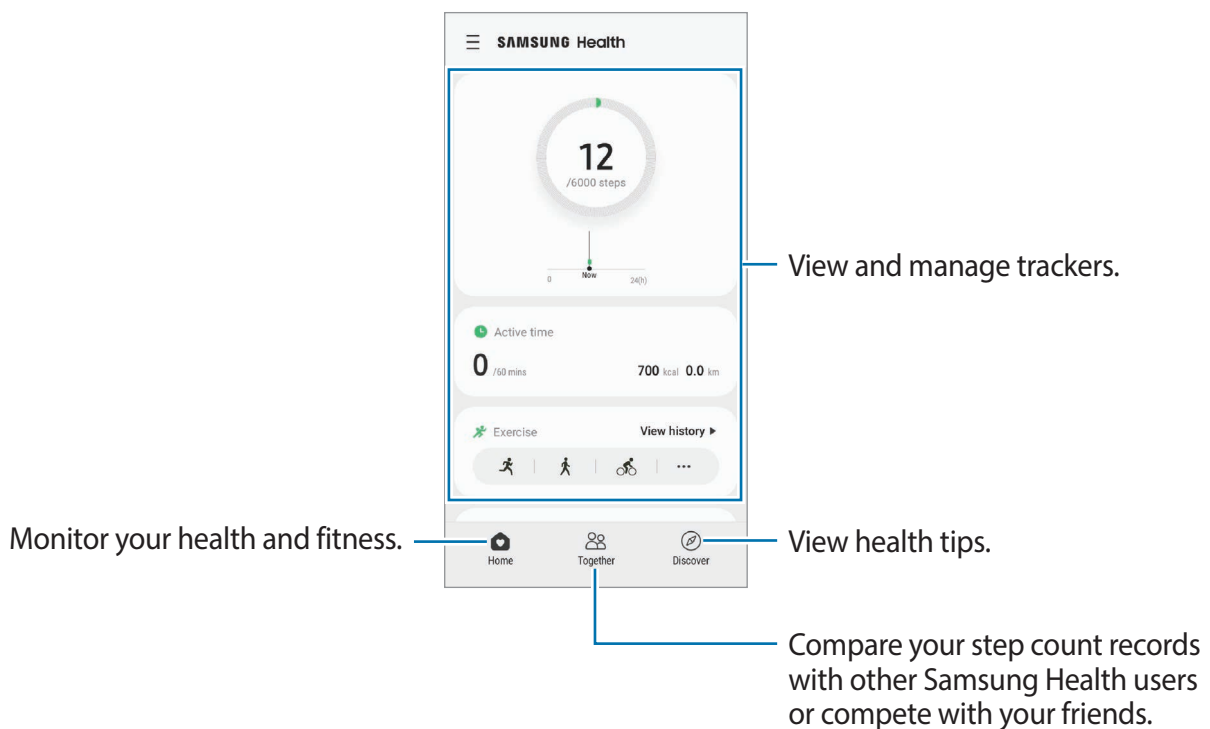 SAMSUNG Health
12
/6000 steps
Now
0
24(h)
View and manage trackers.
Active time
0 /60 mins
700 kcal 0.0 km
Exercise
View history
Monitor your health and fitness.
Home
Together
Discover
View health tips.
Compare your step count records
with other Samsung Health users
or compete with your friends.